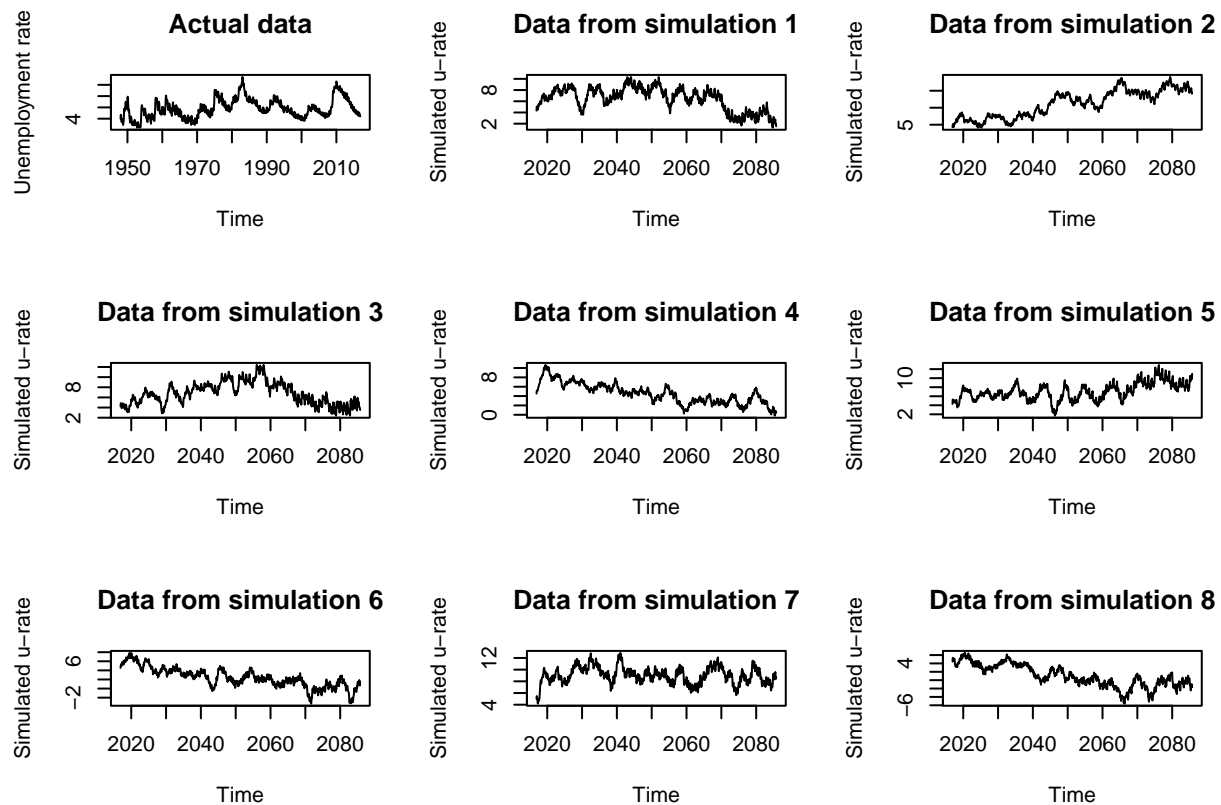 Actual data
Unemployment rate
4
1950 1970 1990 2010
Time
Data from simulation 1
Simulated u−rate
2 8
2020 2040 2060 2080
Time
Data from simulation 2
Simulated u−rate
5
2020 2040 2060 2080
Time
Data from simulation 3
Simulated u−rate
2 8
2020 2040 2060 2080
Time
Data from simulation 4
Simulated u−rate
0 8
2020 2040 2060 2080
Time
Data from simulation 5
Simulated u−rate
2 10
2020 2040 2060 2080
Time
Data from simulation 6
Simulated u−rate
−2 6
2020 2040 2060 2080
Time
Data from simulation 7
Simulated u−rate
4 12
2020 2040 2060 2080
Time
Data from simulation 8
Simulated u−rate
−6 4
2020 2040 2060 2080
Time